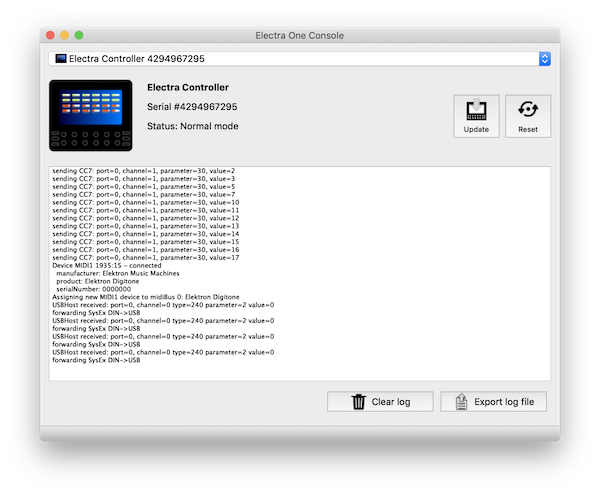 Electra One Console
Electra Controller 4294967295
Electra Controller
Serial #4294967295
Status: Normal mode
Update
Reset
sending CC7: port=0, channel=1, parameter=30, value=2
sending CC7: port=0, channel=1, parameter=30, value=3
sending CC7: port=0, channel=1, parameter=30, value=5
sending CC7: port=0, channel=1, parameter=30, value=7
sending CC7: port=0, channel=1, parameter=30, value=10
sending CC7: port=0, channel=1, parameter=30, value=11
sending CC7: port=0, channel=1, parameter=30, value=12
sending CC7: port=0, channel=1, parameter=30, value=13
sending CC7: port=0, channel=1, parameter=30, value=14
sending CC7: port=0, channel=1, parameter=30, value=15
sending CC7: port=0, channel=1, parameter=30, value=16
sending CC7: port=0, channel=1, parameter=30, value=17
Device MIDI1 1935:15 - connected
manufacturer: Elektron Music Machines
product: Elektron Digitone
serialNumber: 0000000
Assigning new MIDI1 device to midiBus 0: Elektron Digitone
USBHost received: port=0, channel=0 type=240 parameter=2 value=0
forwarding SysEx DIN->USB
USBHost received: port=0, channel=0 type=240 parameter=2 value=0
forwarding SysEx DIN->USB
USBHost received: port=0, channel=0 type=240 parameter=2 value=0
forwarding SysEx DIN->USB
USBHost received: port=0, channel=0 type=240 parameter=2 value=0
forwarding SysEx DIN->USB
Clear log
Export log file